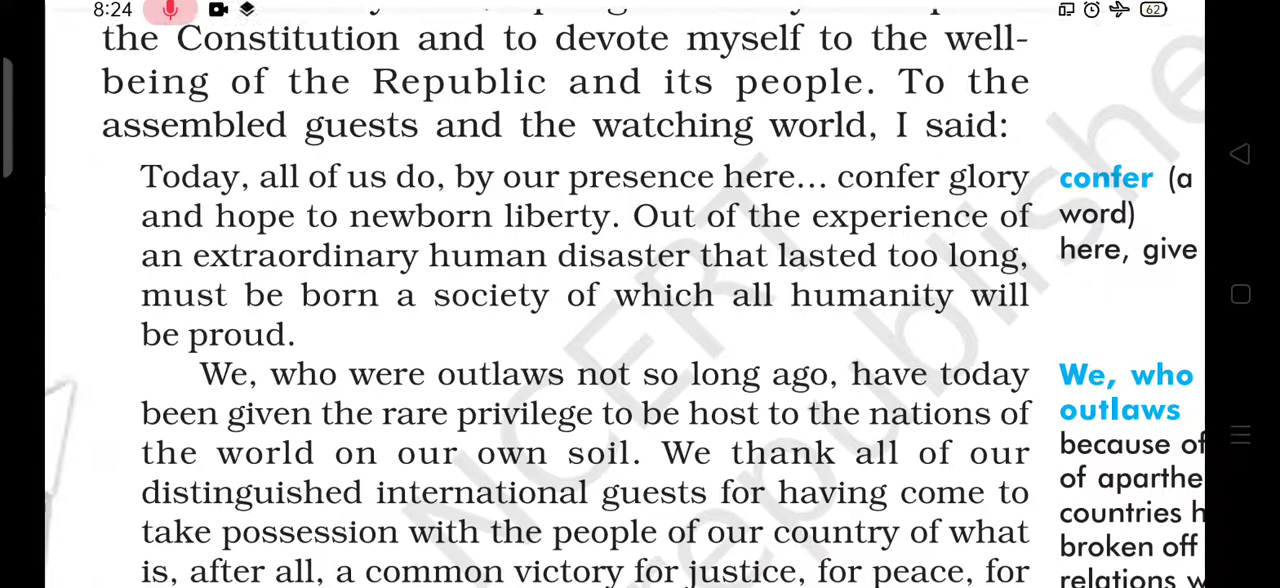 8:24
62
the Constitution and to devote myself to the well-
being of the Republic and its people. To the
assembled guests and the watching world, I said:
Today, all of us do, by our presence here... confer glory
and hope to newborn liberty. Out of the experience of
an extraordinary human disaster that lasted too long,
must be born a society of which all humanity will
be proud.
We, who were outlaws not so long ago, have today
been given the rare privilege to be host to the nations of
the world on our own soil. We thank all of our
distinguished international guests for having come to
take possession with the people of our country of what
is, after all, a common victory for justice, for peace, for
confer (a
word)
here, give
We, who
outlaws
because of
of aparthe
countries h
broken off
relations w
NCERT
republishe